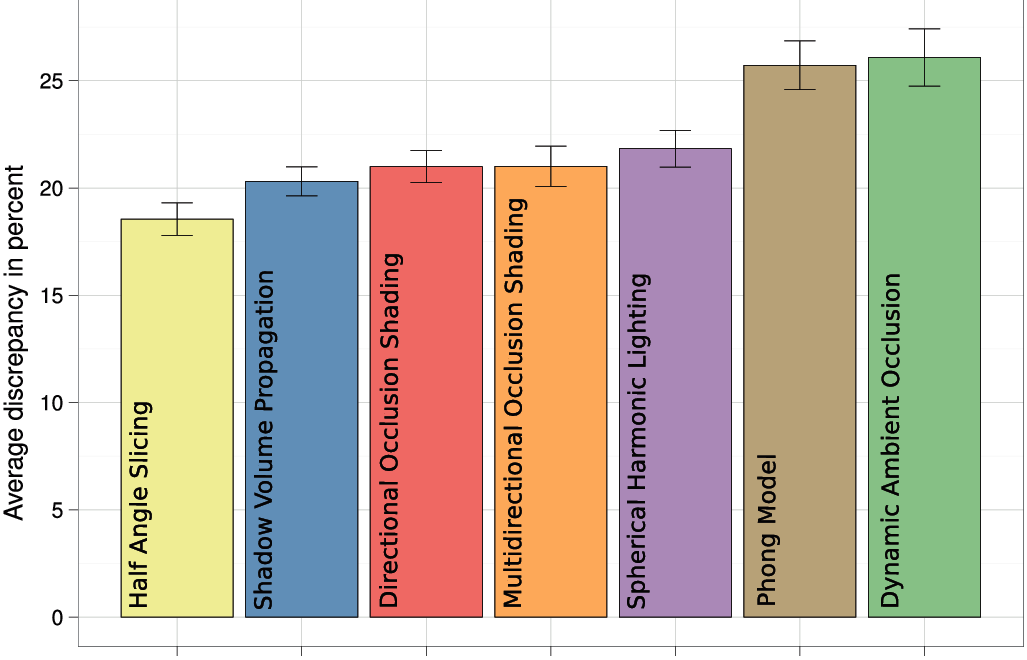 Average discrepancy in percent
25
20
15
10
5
0
Half Angle Slicing
Shadow Volume Propagation
Directional Occlusion Shading
Multidirectional Occlusion Shading
Spherical Harmonic Lighting
Phong Model
Dynamic Ambient Occlusion